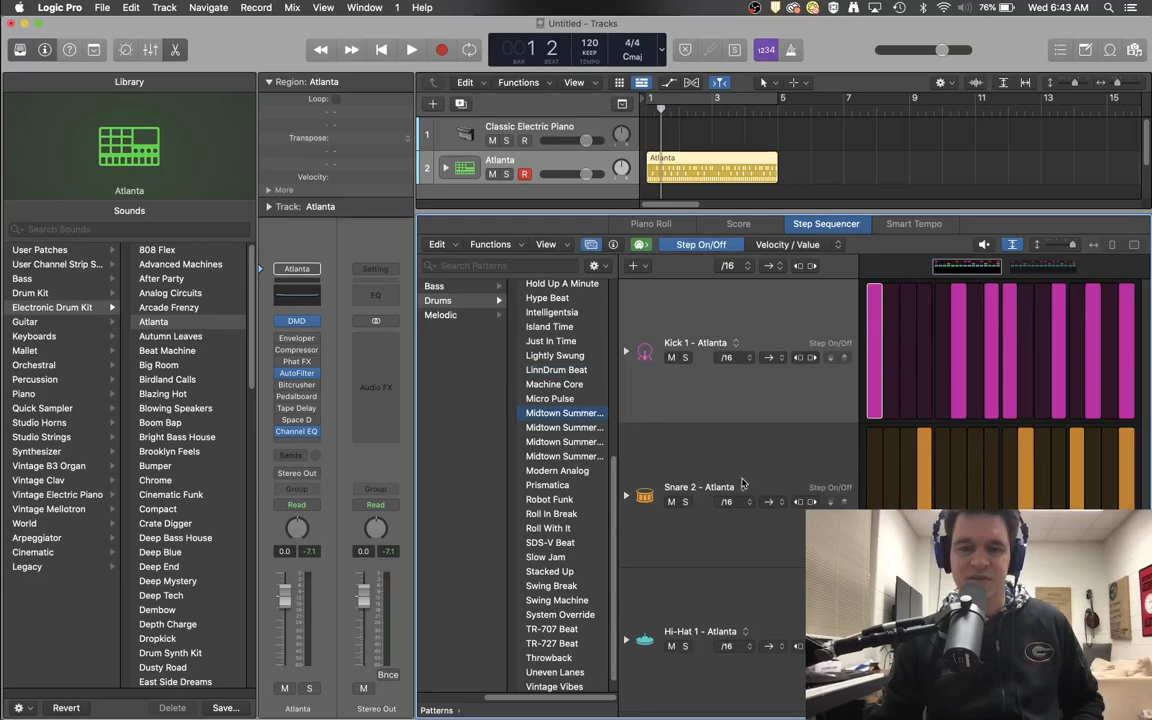 Logic Pro File Edit Track Navigate Record Mix View Window 1 Help 76% Wed 6:43 AM
Untitled - Tracks
001 2 120 4/4
BAR BEAT KEEP TEMPO Cmaj
1234
S
Library
Atlanta
Sounds
Search Sounds
User Patches
User Channel Strip S...
Bass
Drum Kit
Electronic Drum Kit
Guitar
Keyboards
Mallet
Orchestral
Percussion
Piano
Quick Sampler
Studio Horns
Studio Strings
Synthesizer
Vintage B3 Organ
Vintage Clav
Vintage Electric Piano
Vintage Mellotron
World
Arpeggiator
Cinematic
Legacy
808 Flex
Advanced Machines
After Party
Analog Circuits
Arcade Frenzy
Atlanta
Autumn Leaves
Beat Machine
Big Room
Birdland Calls
Blazing Hot
Blowing Speakers
Boom Bap
Bright Bass House
Brooklyn Feels
Bumper
Chrome
Compact
Crate Digger
Deep Bass House
Deep Blue
Deep End
Deep Mystery
Deep Tech
Dembow
Depth Charge
Dropkick
Drum Synth Kit
Dusty Road
East Side Dreams
Revert Delete Save...
Region: Atlanta
Loop:
Transpose:
Velocity:
More
Track: Atlanta
Atlanta Setting
EQ
DMD
Enveloper
Compressor
Phat FX
AutoFilter
Bitcrusher
Pedalboard
Tape Delay
Space D
Channel EQ
Audio FX
Sends
Stereo Out
Group Group
Read Read
0.0 -7.1 0.0 -7.1
Bnce
M S M
Atlanta Stereo Out
Edit Functions View
1 3 5 7 9 11 13 15
1 Classic Electric Piano
M S R
2 Atlanta
M S R
Atlanta
Piano Roll Score Step Sequencer Smart Tempo
Edit Functions View Step On/Off Velocity / Value
Search Patterns /16
Bass
Drums
Melodic
Hold Up A Minute
Hype Beat
Intelligentsia
Island Time
Just In Time
Lightly Swung
LinnDrum Beat
Machine Core
Micro Pulse
Midtown Summer...
Midtown Summer...
Midtown Summer...
Midtown Summer...
Modern Analog
Prismatica
Robot Funk
Roll In Break
Roll With It
SDS-V Beat
Slow Jam
Stacked Up
Swing Break
Swing Machine
System Override
TR-707 Beat
TR-727 Beat
Throwback
Uneven Lanes
Vintage Vibes
Patterns
Kick 1 - Atlanta Step On/Off
M S /16
Snare 2 - Atlanta Step On/Off
M S /16
Hi-Hat 1 - Atlanta
M S /16
G